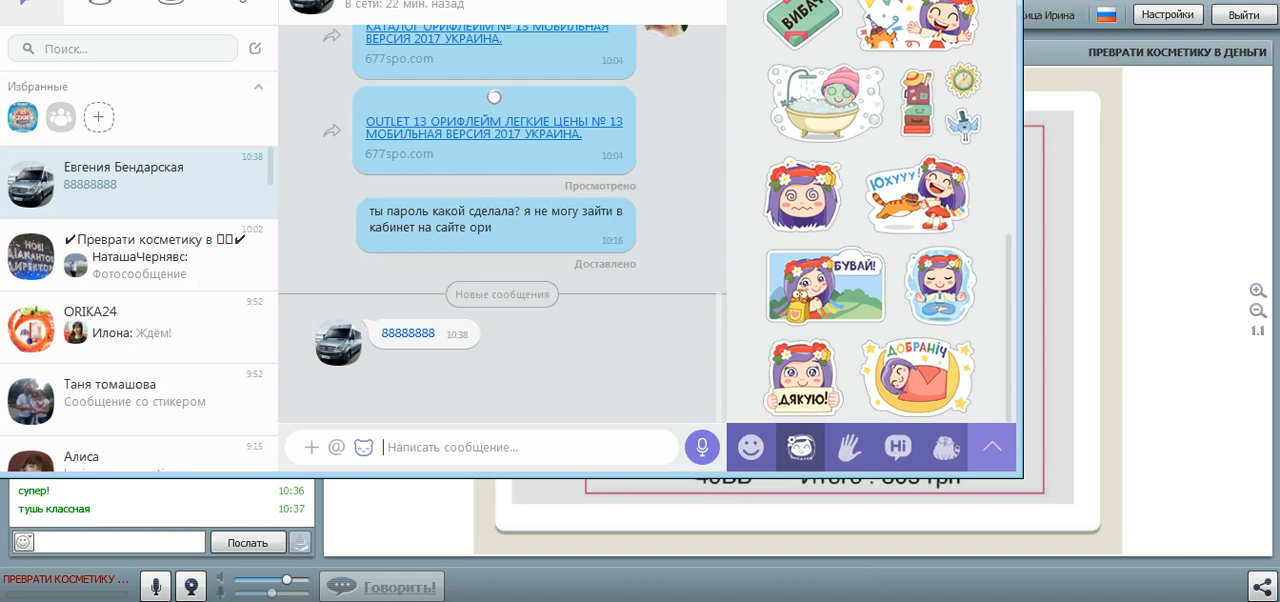 В сети: 22 мин. назад
Поиск...
Избранные
Евгения Бендарская
10:38
88888888
✔Преврати косметику в ▯▯✔
10:02
НаташаЧернявс:
Фотосообщение
ORIKA24
9:52
Илона: Ждём!
Таня томашова
9:52
Сообщение со стикером
Алиса
9:15
КАТАЛОГ ОРИФЛЕЙМ № 13 МОБИЛЬНАЯ
ВЕРСИЯ 2017 УКРАИНА.
677spo.com
10:04
OUTLET 13 ОРИФЛЕЙМ ЛЕГКИЕ ЦЕНЫ № 13
МОБИЛЬНАЯ ВЕРСИЯ 2017 УКРАИНА.
677spo.com
10:04
Просмотрено
ты пароль какой сделала? я не могу зайти в
кабинет на сайте ори
10:16
Доставлено
Новые сообщения
88888888
10:38
Написать сообщение...
ВИБАЧ
ЮХУУУ!
БУВАЙ!
ДЯКУЮ!
ДОБРАНІЧ
Hi
ица Ирина
Настройки
Выйти
ПРЕВРАТИ КОСМЕТИКУ В ДЕНЬГИ
1.1
супер!
10:36
тушь классная
10:37
Послать
ПРЕВРАТИ КОСМЕТИКУ ...
Говорить!